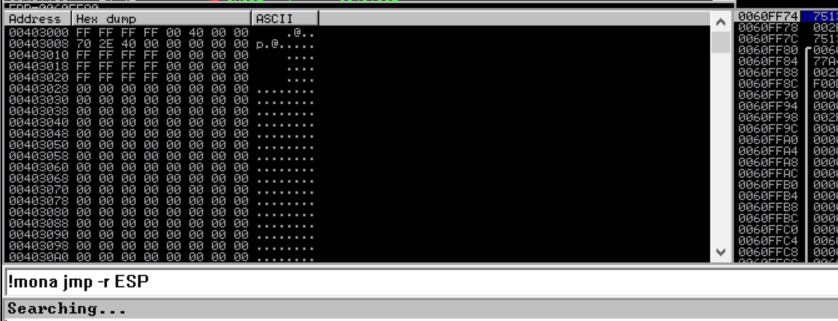 Address Hex dump ASCII
00403000 FF FF FF FF 00 40 00 00 .@..
00403008 70 2E 40 00 00 00 00 00 p.@.....
00403010 FF FF FF FF 00 00 00 00 ....
00403018 FF FF FF FF 00 00 00 00 ....
00403020 FF FF FF FF 00 00 00 00 ....
00403028 00 00 00 00 00 00 00 00 ........
00403030 00 00 00 00 00 00 00 00 ........
00403038 00 00 00 00 00 00 00 00 ........
00403040 00 00 00 00 00 00 00 00 ........
00403048 00 00 00 00 00 00 00 00 ........
00403050 00 00 00 00 00 00 00 00 ........
00403058 00 00 00 00 00 00 00 00 ........
00403060 00 00 00 00 00 00 00 00 ........
00403068 00 00 00 00 00 00 00 00 ........
00403070 00 00 00 00 00 00 00 00 ........
00403078 00 00 00 00 00 00 00 00 ........
00403080 00 00 00 00 00 00 00 00 ........
00403088 00 00 00 00 00 00 00 00 ........
00403090 00 00 00 00 00 00 00 00 ........
00403098 00 00 00 00 00 00 00 00 ........
004030A0 00 00 00 00 00 00 00 00 ........
0060FF74 751
0060FF78 002
0060FF7C 751
0060FF80 006
0060FF84 77A
0060FF88 002
0060FF8C F00
0060FF90 000
0060FF94 000
0060FF98 002
0060FF9C 000
0060FFA0 000
0060FFA4 000
0060FFA8 000
0060FFAC 000
0060FFB0 000
0060FFB4 000
0060FFB8 000
0060FFBC 000
0060FFC0 000
0060FFC4 006
0060FFC8 000
!mona jmp -r ESP
Searching...